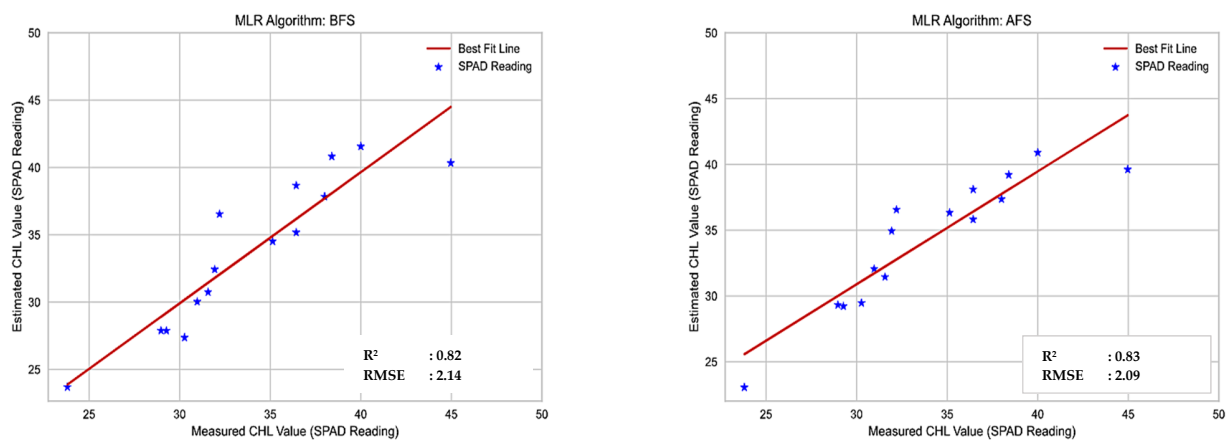 MLR Algorithm: BFS
50
45
40
35
30
25
Estimated CHL Value (SPAD Reading)
Best Fit Line
SPAD Reading
R² : 0.82
RMSE : 2.14
25 30 35 40 45 50
Measured CHL Value (SPAD Reading)
MLR Algorithm: AFS
50
45
40
35
30
25
Estimated CHL Value (SPAD Reading)
Best Fit Line
SPAD Reading
R² : 0.83
RMSE : 2.09
25 30 35 40 45 50
Measured CHL Value (SPAD Reading)